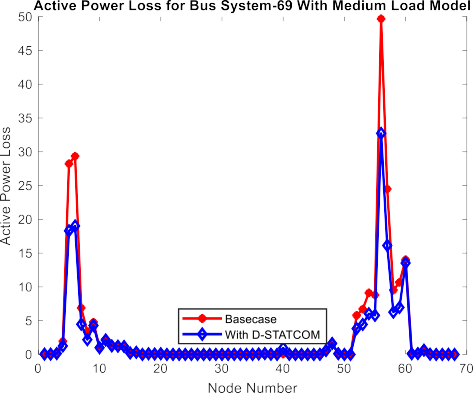 Active Power Loss for Bus System-69 With Medium Load Model
50
45
40
35
30
25
20
15
10
5
0
Active Power Loss
Basecase
With D-STATCOM
0 10 20 30 40 50 60 70
Node Number